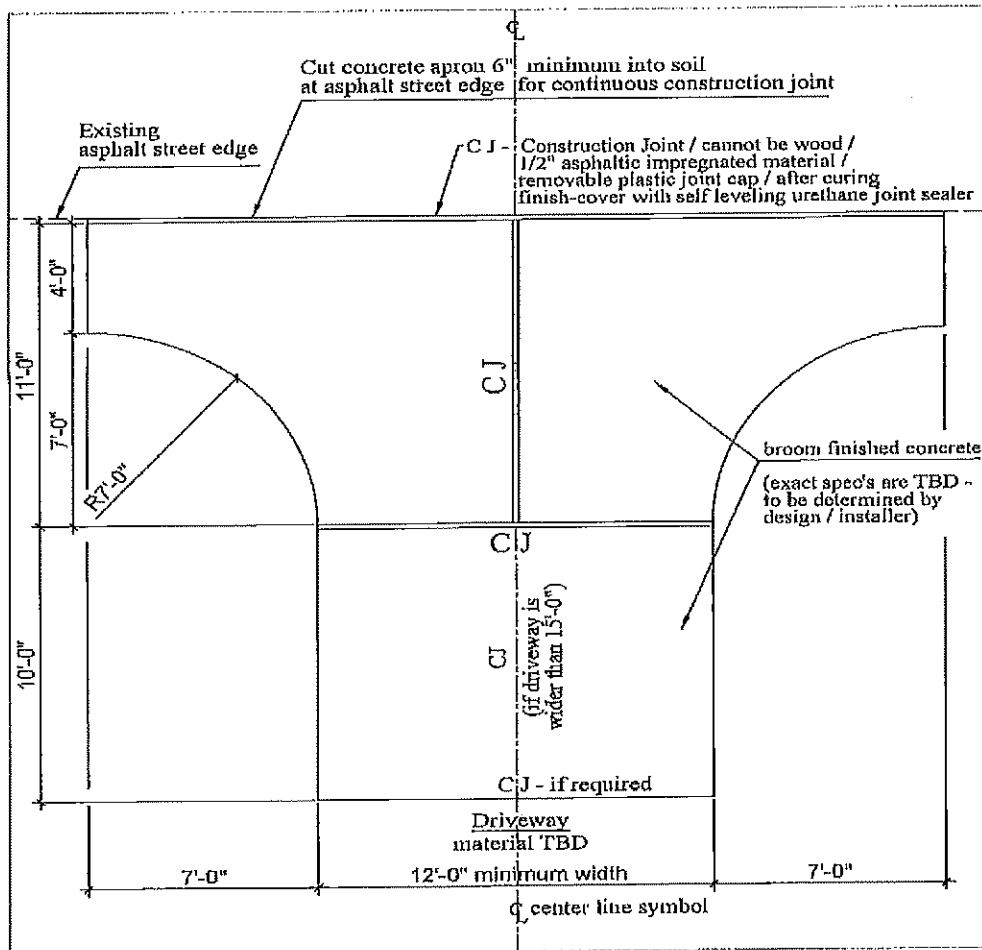 ℄
Cut concrete apron 6" minimum into soil
at asphalt street edge for continuous construction joint
Existing
asphalt street edge
C J - Construction Joint / cannot be wood /
1/2" asphaltic impregnated material /
removable plastic joint cap / after curing
finish-cover with self leveling urethane joint sealer
4'-0"
11'-0"
7'-0"
R7'-0"
C J
broom finished concrete
(exact spec's are TBD -
to be determined by
design / installer)
C J
10'-0"
CJ
(if driveway is
wider than 15'-0")
C J - if required
Driveway
material TBD
7'-0"
12'-0" minimum width
7'-0"
℄ center line symbol